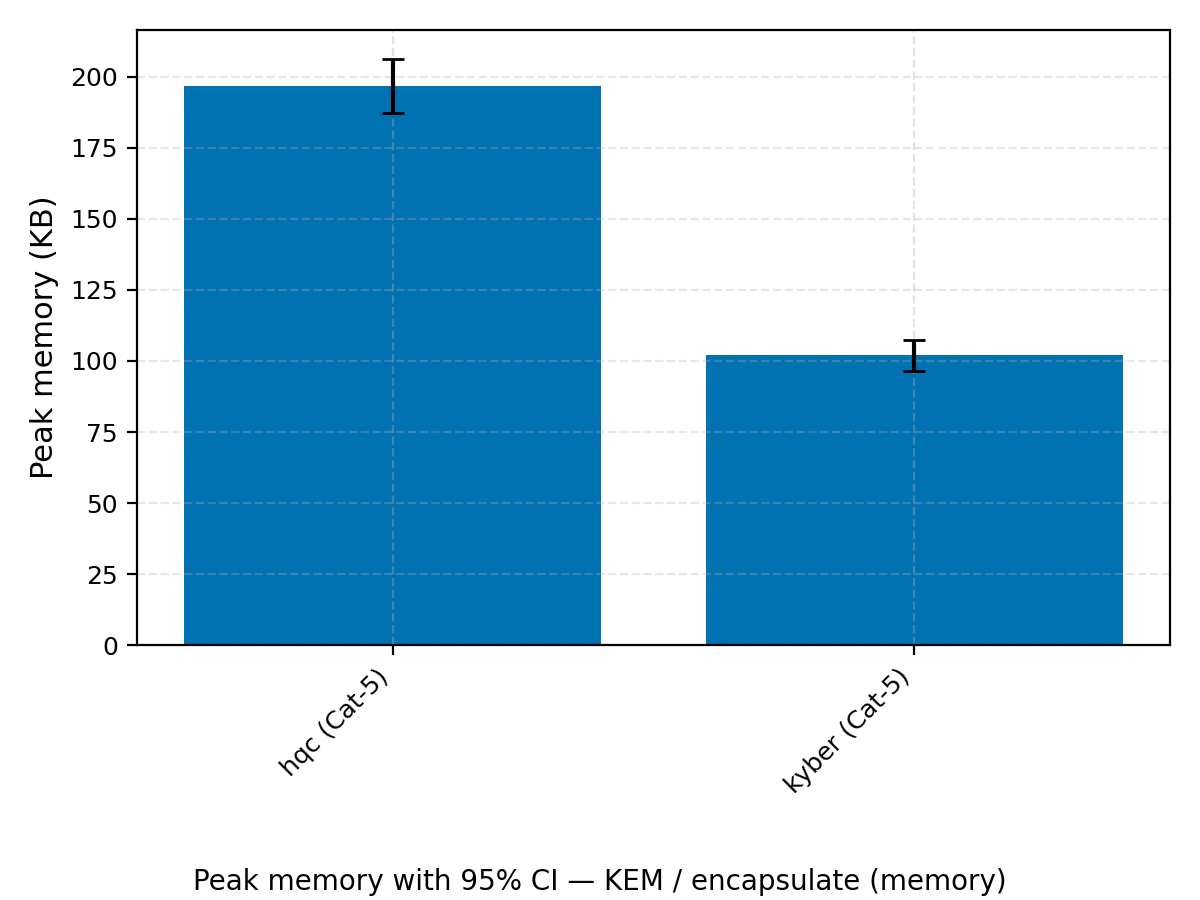 Peak memory (KB)
200
175
150
125
100
75
50
25
0
hqc (Cat-5)
kyber (Cat-5)
Peak memory with 95% CI — KEM / encapsulate (memory)